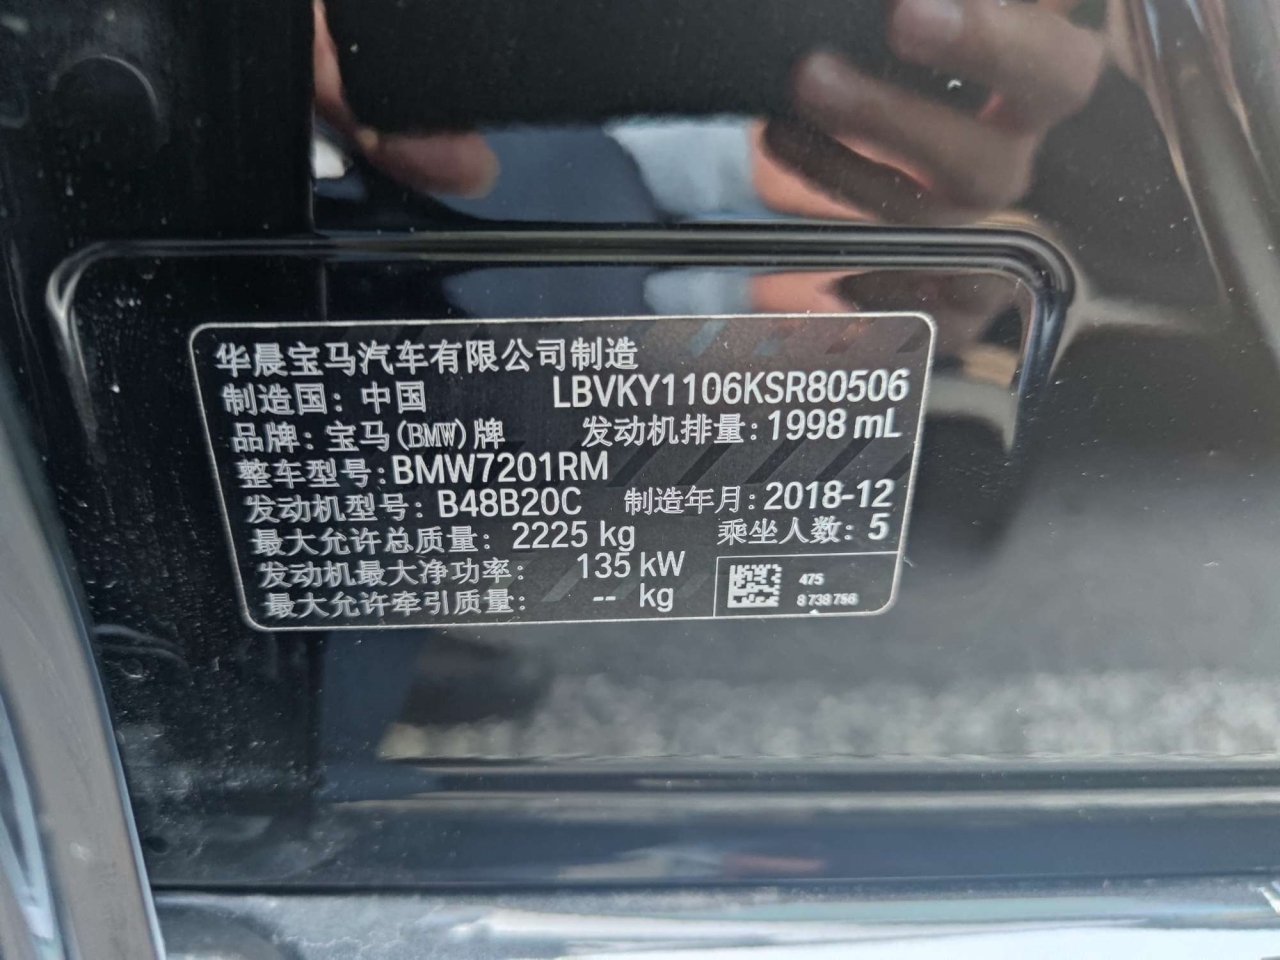 华晨宝马汽车有限公司制造
制造国：中国 LBVKY1106KSR80506
品牌：宝马(BMW)牌 发动机排量：1998 mL
整车型号：BMW7201RM
发动机型号：B48B20C 制造年月：2018-12
最大允许总质量：2225 kg 乘坐人数：5
发动机最大净功率：135 kW
最大允许牵引质量：-- kg
475
8 738 756